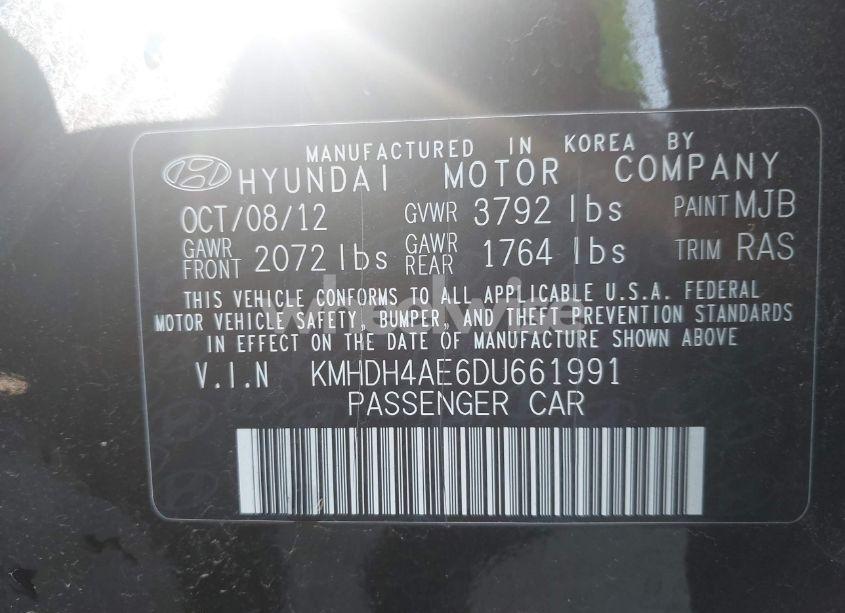 MANUFACTURED IN KOREA BY
HYUNDAI MOTOR COMPANY
OCT/08/12 GVWR 3792 lbs PAINT MJB
GAWR FRONT 2072 lbs GAWR REAR 1764 lbs TRIM RAS
THIS VEHICLE CONFORMS TO ALL APPLICABLE U.S.A. FEDERAL
MOTOR VEHICLE SAFETY, BUMPER, AND THEFT PREVENTION STANDARDS
IN EFFECT ON THE DATE OF MANUFACTURE SHOWN ABOVE
V.I.N KMHDH4AE6DU661991
PASSENGER CAR